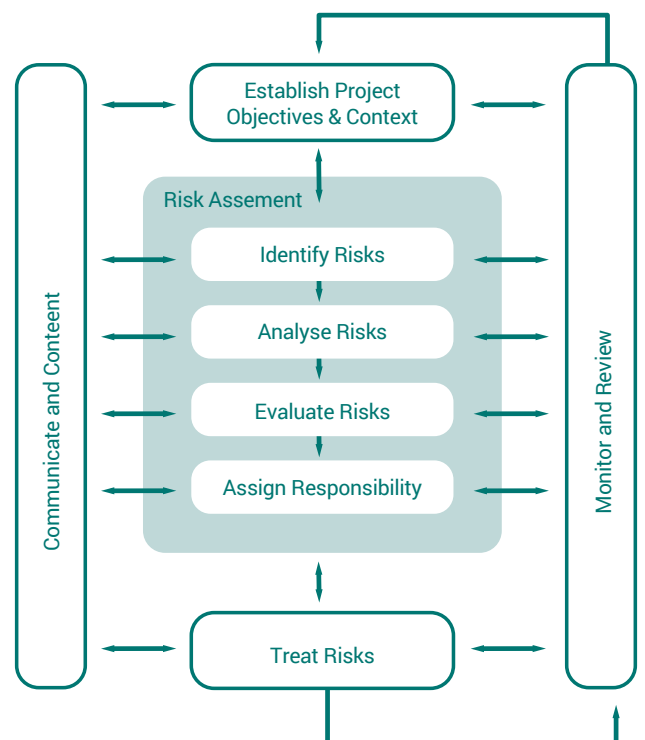 Establish Project
Objectives & Context
Risk Assement
Identify Risks
Analyse Risks
Evaluate Risks
Assign Responsibility
Treat Risks
Communicate and Conteent
Monitor and Review